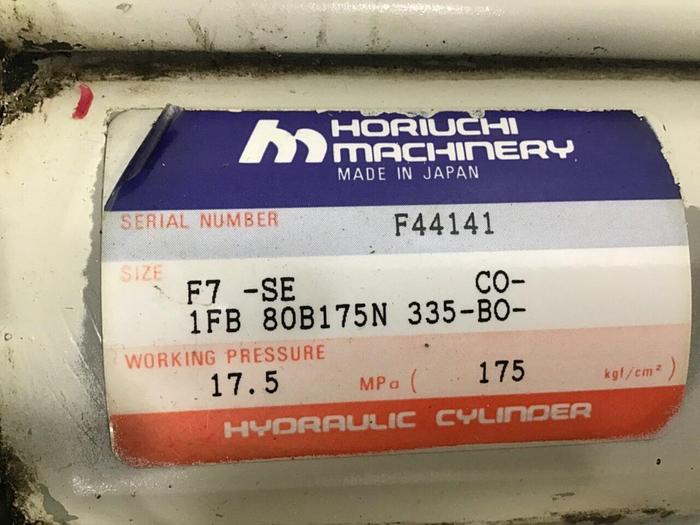 HORIUCHI
MACHINERY
MADE IN JAPAN
SERIAL NUMBER F44141
SIZE
F7 -SE CO-
1FB 80B175N 335-BO-
WORKING PRESSURE
17.5 MPa ( 175 kgf/cm² )
HYDRAULIC CYLINDER